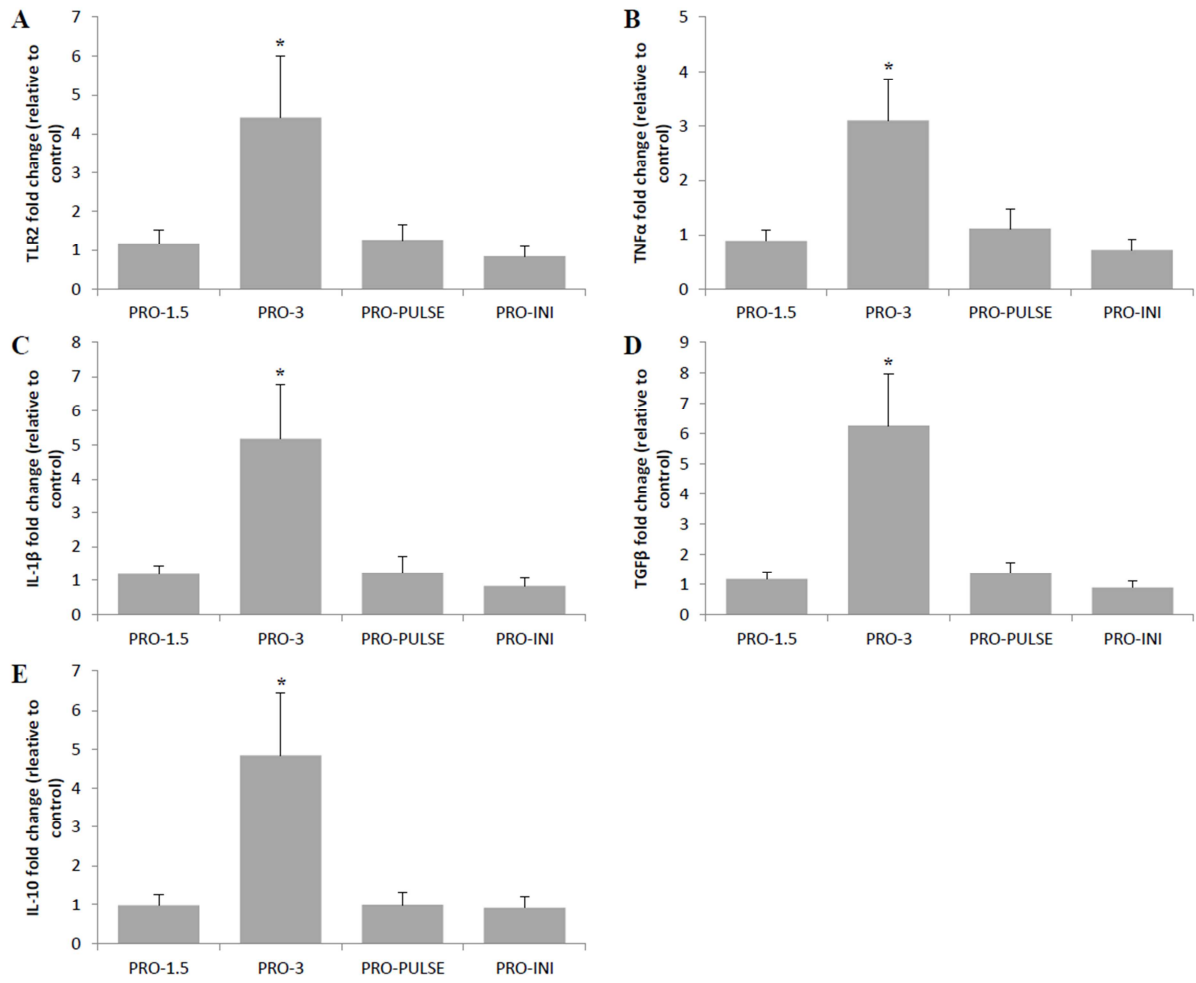 A
TLR2 fold change (relative to
control)
7
6
5
4
3
2
1
0
*
PRO-1.5 PRO-3 PRO-PULSE PRO-INI
B
TNFα fold change (relative to
control)
5
4
3
2
1
0
*
PRO-1.5 PRO-3 PRO-PULSE PRO-INI
C
IL-1β fold change (relative to
control)
8
7
6
5
4
3
2
1
0
*
PRO-1.5 PRO-3 PRO-PULSE PRO-INI
D
TGFβ fold chnage (relative to
control)
9
8
7
6
5
4
3
2
1
0
*
PRO-1.5 PRO-3 PRO-PULSE PRO-INI
E
IL-10 fold change (rleative to
control)
7
6
5
4
3
2
1
0
*
PRO-1.5 PRO-3 PRO-PULSE PRO-INI